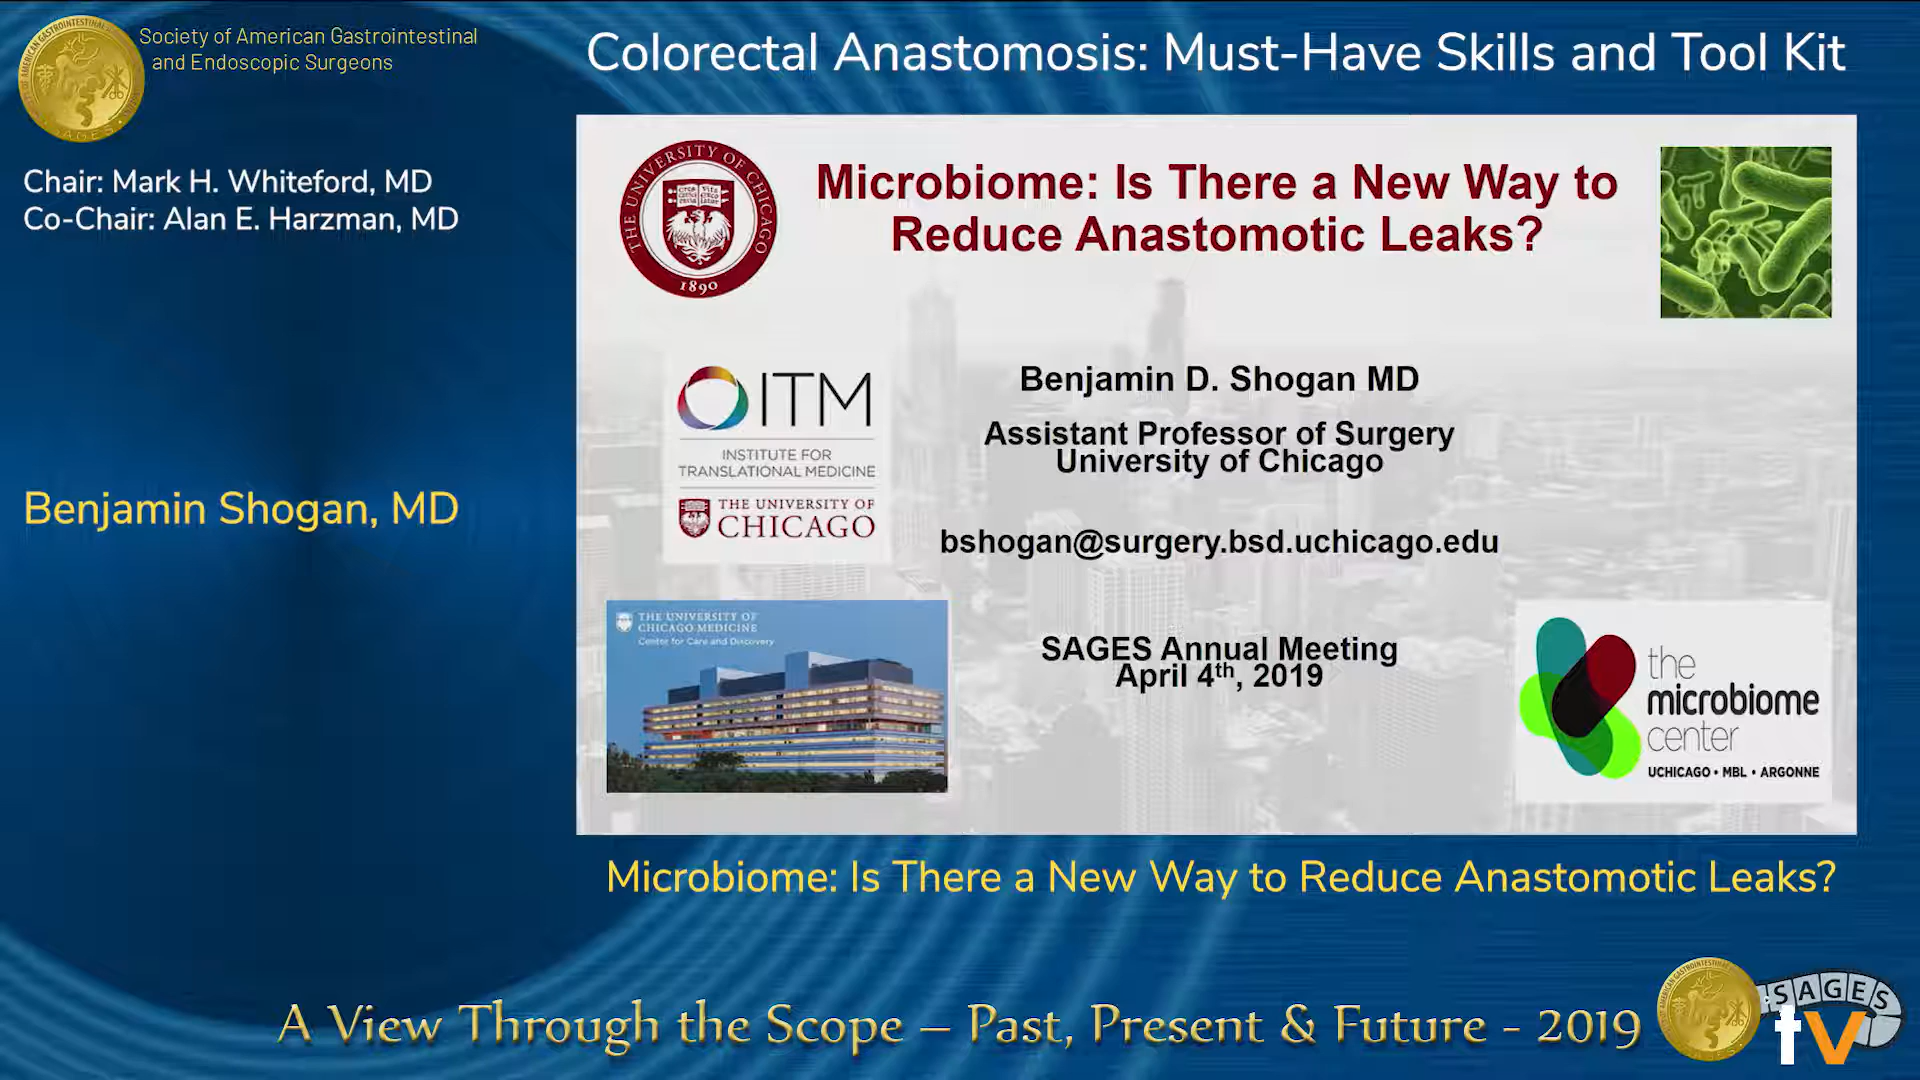 Society of American Gastrointestinal
and Endoscopic Surgeons
Colorectal Anastomosis: Must-Have Skills and Tool Kit
Chair: Mark H. Whiteford, MD
Co-Chair: Alan E. Harzman, MD
Benjamin Shogan, MD
THE UNIVERSITY OF CHICAGO
1890
Microbiome: Is There a New Way to
Reduce Anastomotic Leaks?
ITM
INSTITUTE FOR
TRANSLATIONAL MEDICINE
THE UNIVERSITY OF
CHICAGO
Benjamin D. Shogan MD
Assistant Professor of Surgery
University of Chicago
bshogan@surgery.bsd.uchicago.edu
THE UNIVERSITY OF
CHICAGO MEDICINE
Center for Care and Discovery
SAGES Annual Meeting
April 4th, 2019
the
microbiome
center
UCHICAGO • MBL • ARGONNE
Microbiome: Is There a New Way to Reduce Anastomotic Leaks?
A View Through the Scope – Past, Present & Future - 2019
SAGES
tv